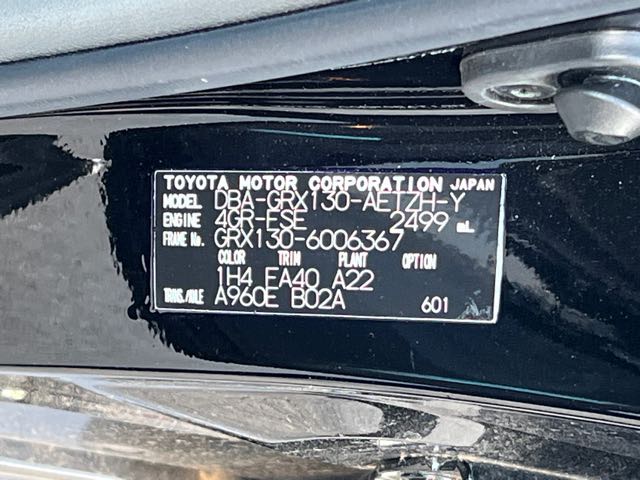 TOYOTA MOTOR CORPORATION JAPAN
MODEL DBA-GRX130-AETZH-Y
ENGINE 4GR-FSE 2499 mL
FRAME No. GRX130-6006367
COLOR TRIM PLANT OPTION
1H4 FA40 A22
TRANS./AXLE A960E B02A 601